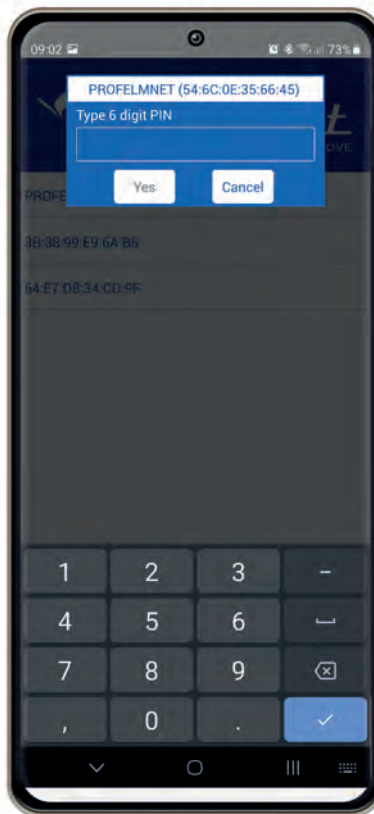 09:02 73%
PROFELMNET (54:6C:0E:35:66:45)
Type 6 digit PIN
Yes Cancel
t
OVE
PROFE
3B:38:99:E9:6A:B6
64:E7:D8:34:CD:9F
1 2 3 -
4 5 6
7 8 9
, 0 .